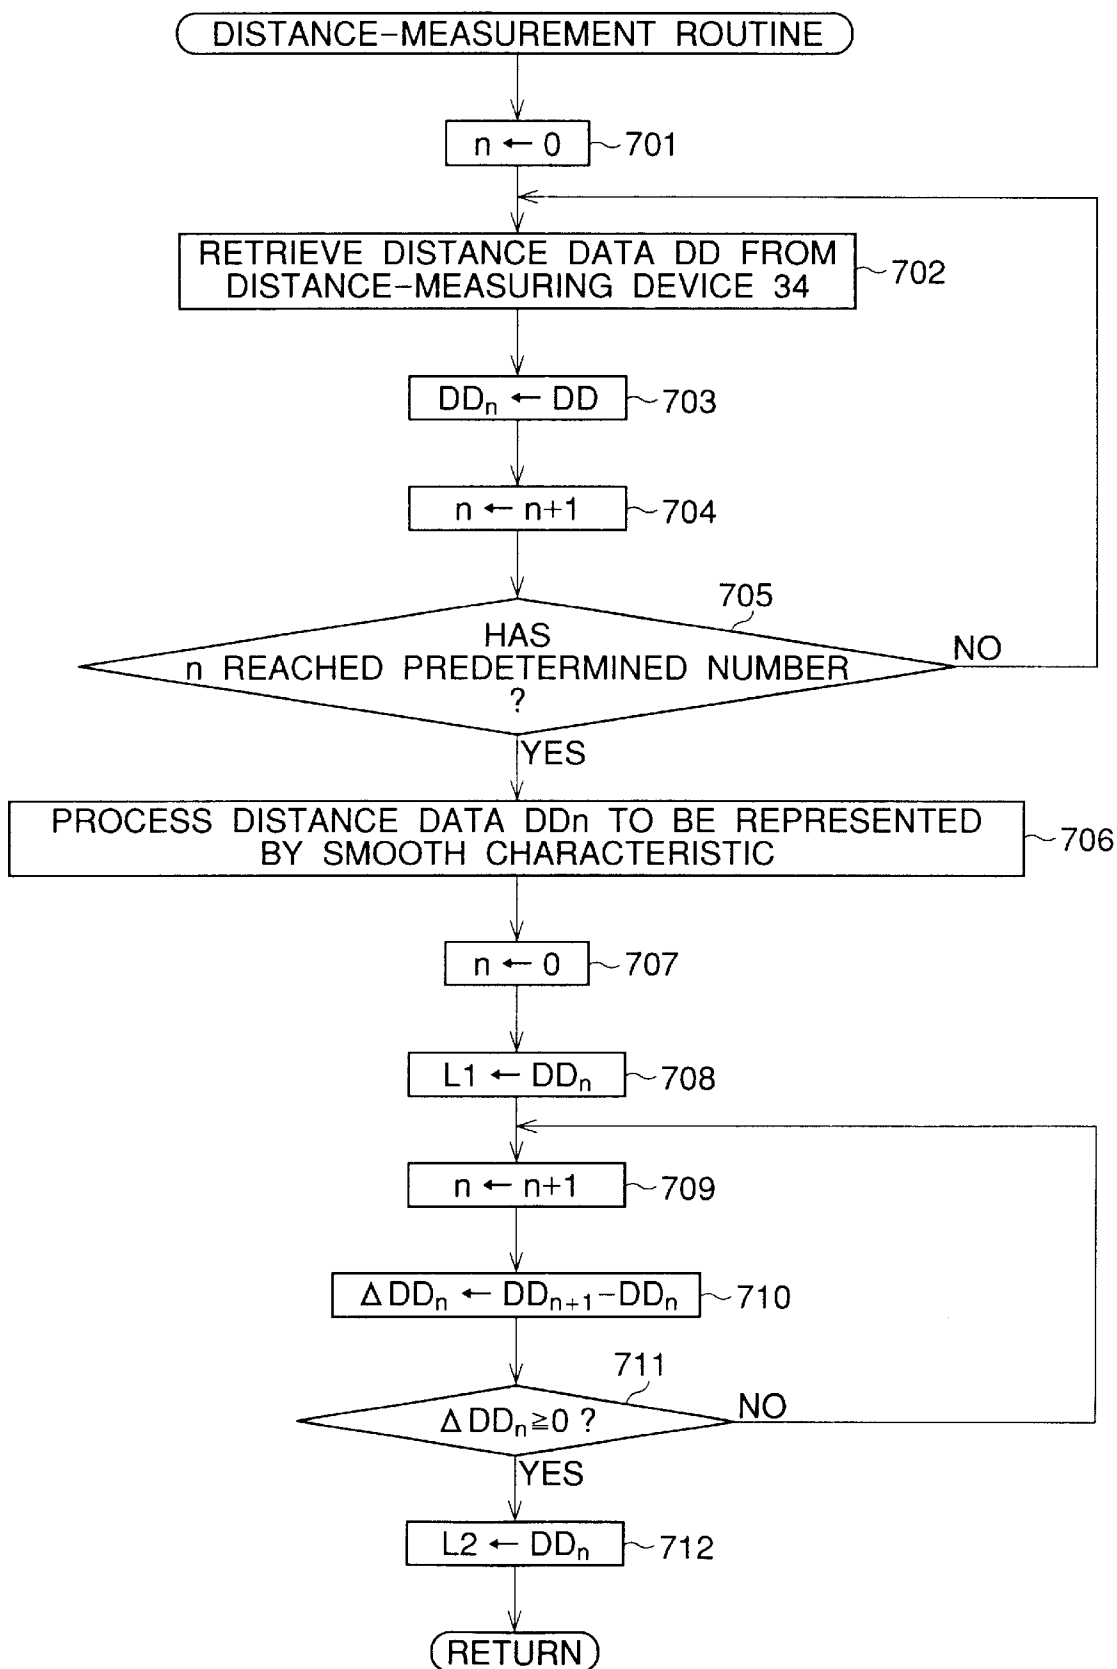 DISTANCE-MEASUREMENT ROUTINE
n ← 0
701
RETRIEVE DISTANCE DATA DD FROM
DISTANCE-MEASURING DEVICE 34
702
DDₙ ← DD
703
n ← n+1
704
705
HAS
n REACHED PREDETERMINED NUMBER
?
NO
YES
PROCESS DISTANCE DATA DDn TO BE REPRESENTED
BY SMOOTH CHARACTERISTIC
706
n ← 0
707
L1 ← DDₙ
708
n ← n+1
709
ΔDDₙ ← DDₙ₊₁-DDₙ
710
711
ΔDDₙ≧0 ?
NO
YES
L2 ← DDₙ
712
RETURN